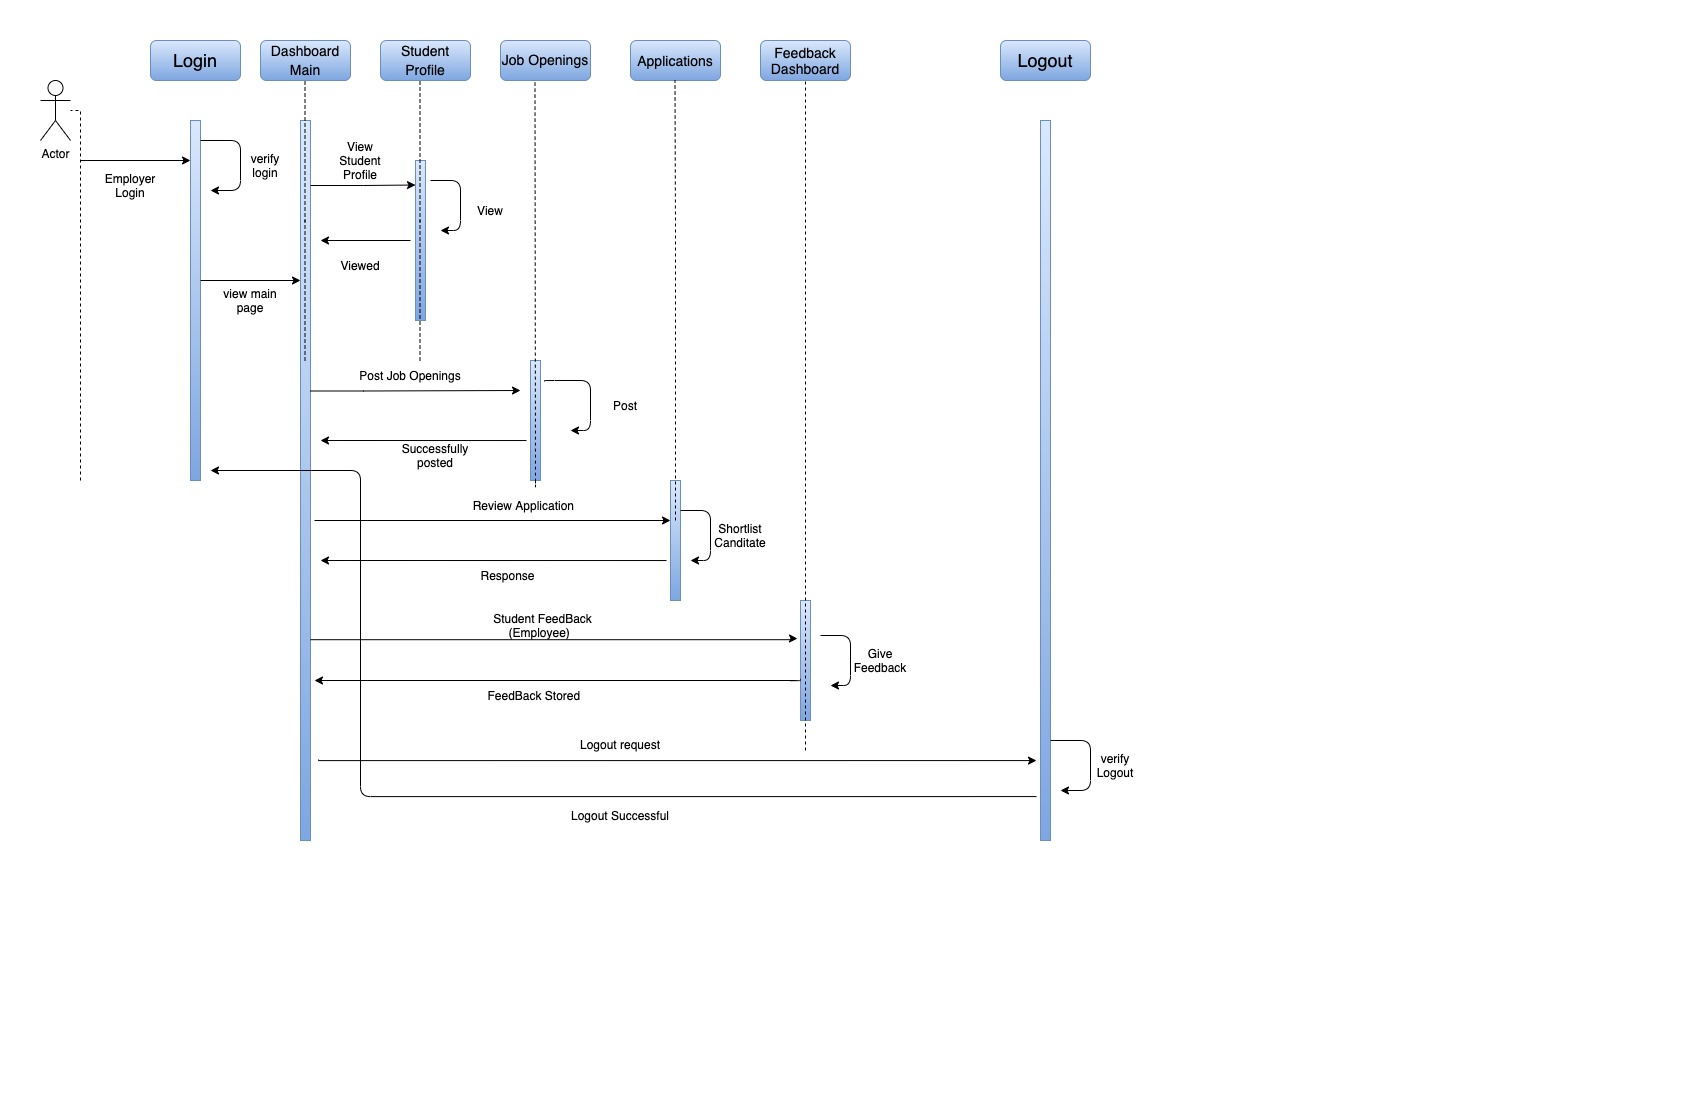 Login
Dashboard
Main
Student
Profile
Job Openings
Applications
Feedback
Dashboard
Logout
Actor
Employer
Login
verify
login
View
Student
Profile
View
Viewed
view main
page
Post Job Openings
Post
Successfully
posted
Review Application
Shortlist
Canditate
Response
Student FeedBack
(Employee)
Give
Feedback
FeedBack Stored
Logout request
verify
Logout
Logout Successful